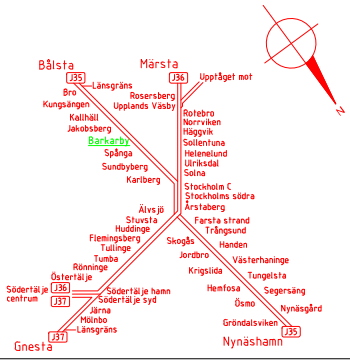 Bålsta
Märsta
J35
J36
Upptåget mot
Länsgräns
Bro
Rosersberg
Kungsängen
Upplands Väsby
Kallhäll
Rotebro
Jakobsberg
Norrviken
Häggvik
Barkarby
Sollentuna
Spånga
Helenelund
Ulriksdal
Sundbyberg
Solna
Karlberg
Stockholm C
Stockholms södra
Årstaberg
Älvsjö
Stuvsta
Farsta strand
Huddinge
Trångsund
Flemingsberg
Skogås
Handen
Tullinge
Jordbro
Tumba
Västerhaninge
Rönninge
Krigslida
Tungelsta
Östertälje
Hemfosa
Segersäng
Södertälje
centrum
J36
J37
Södertälje hamn
Södertälje syd
Ösmo
Nynäsgård
Järna
Mölnbo
Gröndalsviken
Länsgräns
J37
J35
Gnesta
Nynäshamn
N